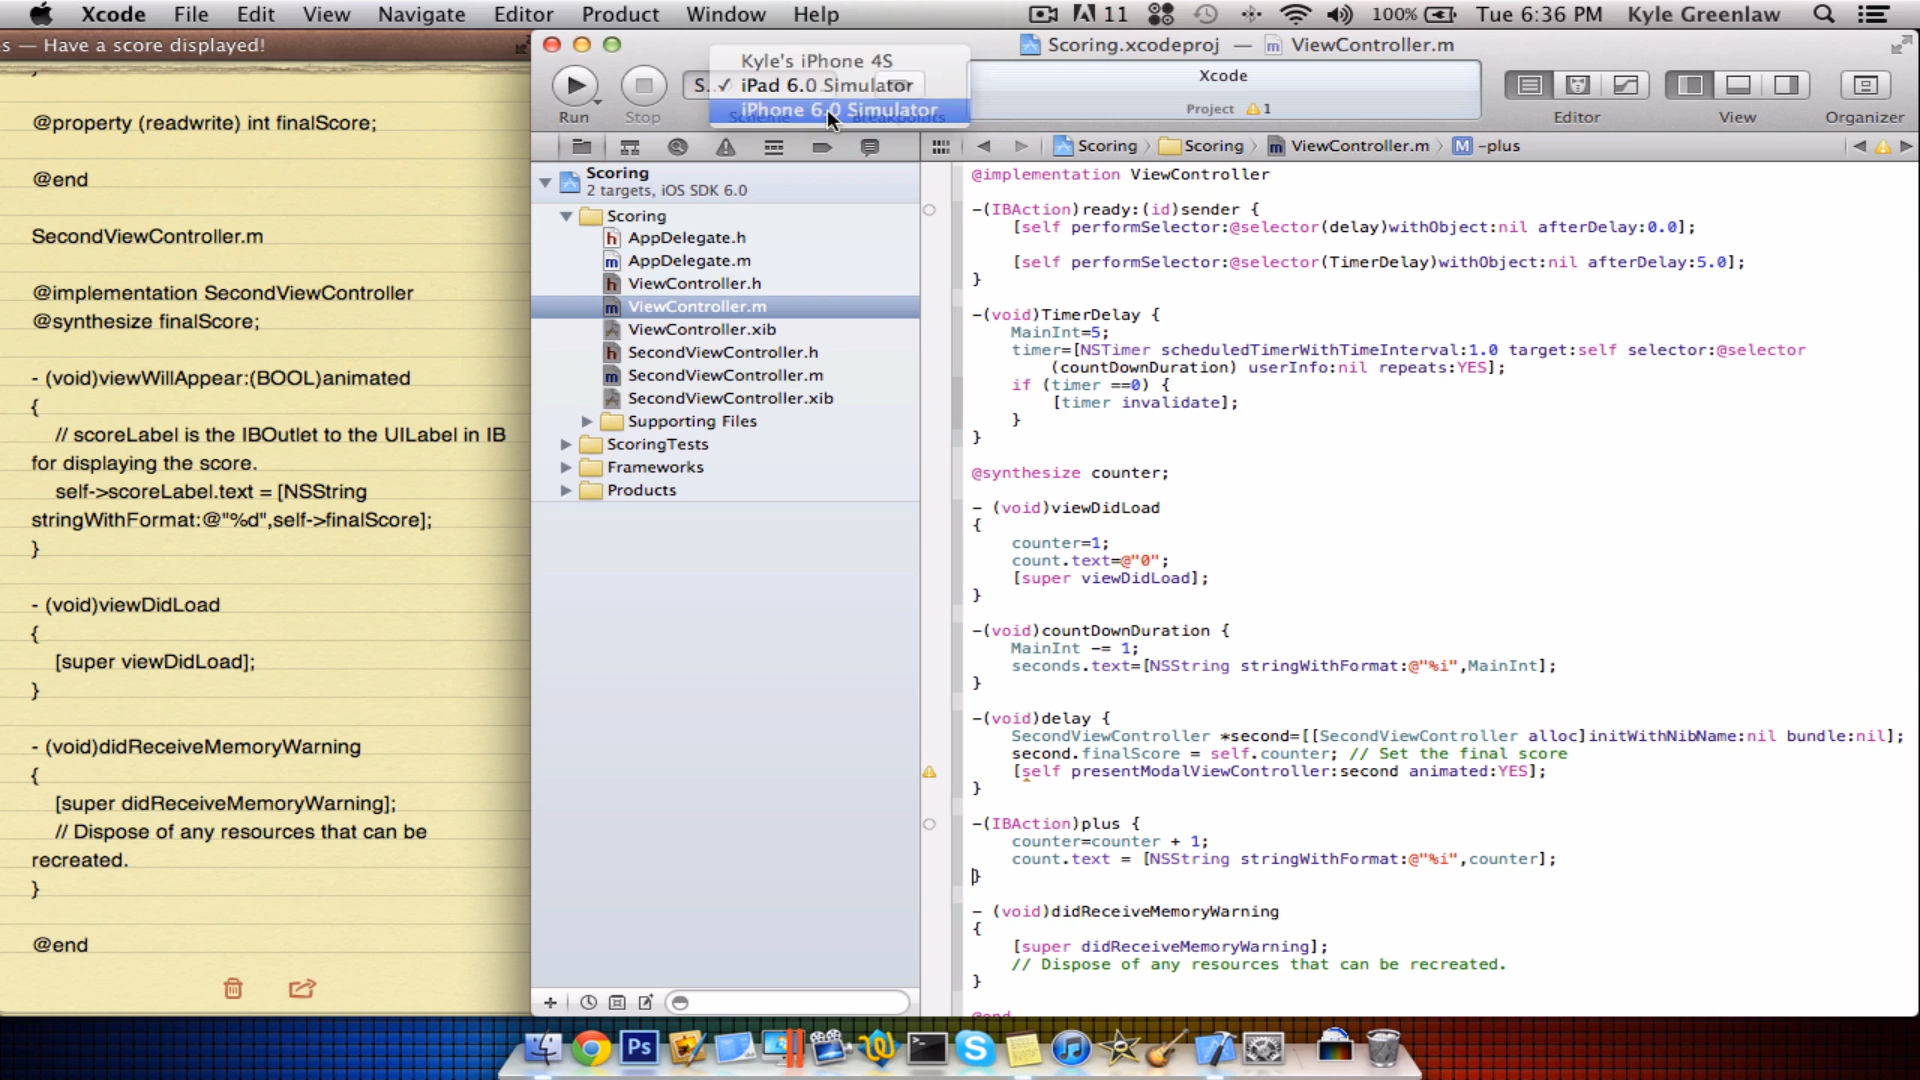 Xcode File Edit View Navigate Editor Product Window Help 11 100% Tue 6:36 PM Kyle Greenlaw
s — Have a score displayed!
@property (readwrite) int finalScore;
@end
SecondViewController.m
@implementation SecondViewController
@synthesize finalScore;
- (void)viewWillAppear:(BOOL)animated
{
// scoreLabel is the IBOutlet to the UILabel in IB
for displaying the score.
self->scoreLabel.text = [NSString
stringWithFormat:@"%d",self->finalScore];
}
- (void)viewDidLoad
{
[super viewDidLoad];
}
- (void)didReceiveMemoryWarning
{
[super didReceiveMemoryWarning];
// Dispose of any resources that can be
recreated.
}
@end
Scoring.xcodeproj — ViewController.m
Kyle's iPhone 4S
S... ✓ iPad 6.0 Simulator
iPhone 6.0 Simulator
Run Stop Scheme Breakpoints
Xcode
Project 1
Editor View Organizer
Scoring
2 targets, iOS SDK 6.0
Scoring
AppDelegate.h
AppDelegate.m
ViewController.h
ViewController.m
ViewController.xib
SecondViewController.h
SecondViewController.m
SecondViewController.xib
Supporting Files
ScoringTests
Frameworks
Products
Scoring Scoring ViewController.m M -plus
@implementation ViewController
-(IBAction)ready:(id)sender {
[self performSelector:@selector(delay)withObject:nil afterDelay:0.0];
[self performSelector:@selector(TimerDelay)withObject:nil afterDelay:5.0];
}
-(void)TimerDelay {
MainInt=5;
timer=[NSTimer scheduledTimerWithTimeInterval:1.0 target:self selector:@selector
(countDownDuration) userInfo:nil repeats:YES];
if (timer ==0) {
[timer invalidate];
}
}
@synthesize counter;
- (void)viewDidLoad
{
counter=1;
count.text=@"0";
[super viewDidLoad];
}
-(void)countDownDuration {
MainInt -= 1;
seconds.text=[NSString stringWithFormat:@"%i",MainInt];
}
-(void)delay {
SecondViewController *second=[[SecondViewController alloc]initWithNibName:nil bundle:nil];
second.finalScore = self.counter; // Set the final score
[self presentModalViewController:second animated:YES];
}
-(IBAction)plus {
counter=counter + 1;
count.text = [NSString stringWithFormat:@"%i",counter];
}
- (void)didReceiveMemoryWarning
{
[super didReceiveMemoryWarning];
// Dispose of any resources that can be recreated.
}
@end
Ps